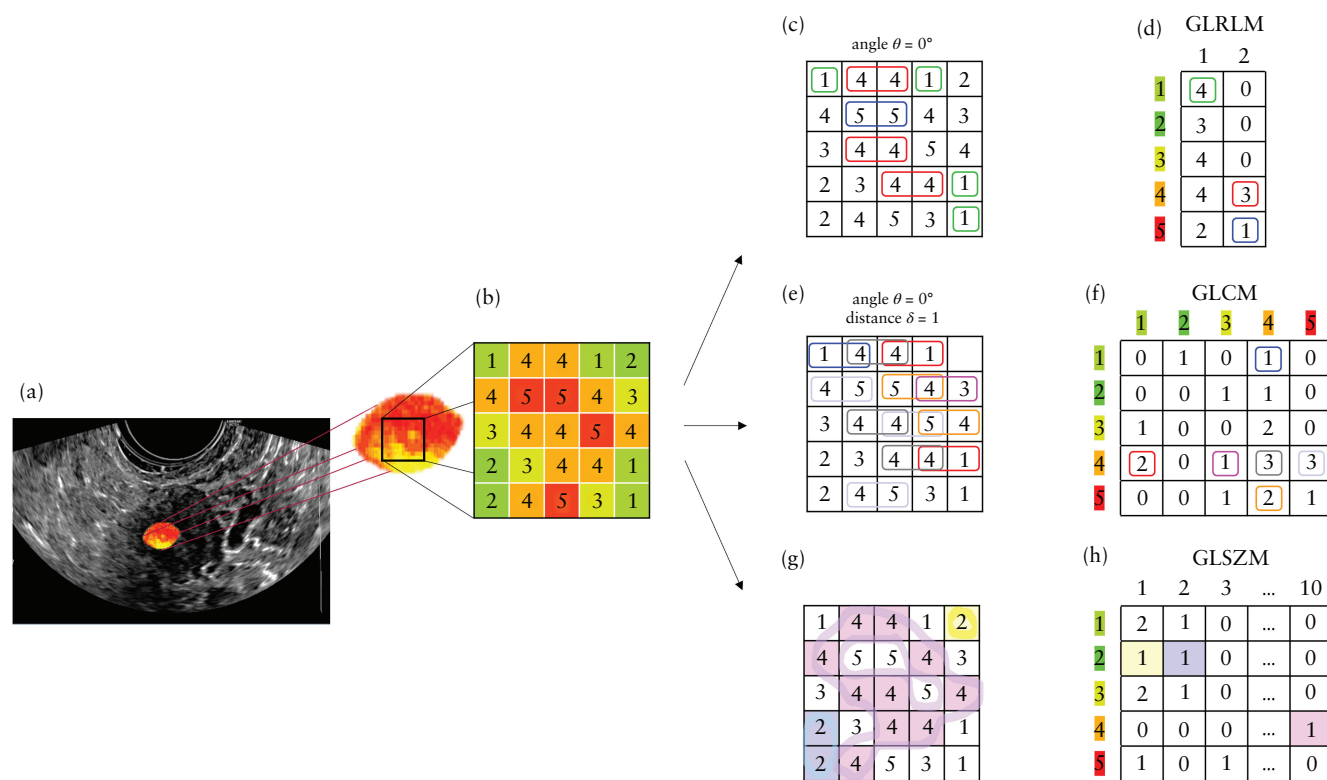 (c)
angle θ = 0°
1 4 4 1 2
4 5 5 4 3
3 4 4 5 4
2 3 4 4 1
2 4 5 3 1
(d)
GLRLM
1 2
1 4 0
2 3 0
3 4 0
4 4 3
5 2 1
(a)
(b)
1 4 4 1 2
4 5 5 4 3
3 4 4 5 4
2 3 4 4 1
2 4 5 3 1
(e)
angle θ = 0°
distance δ = 1
1 4 4 1
4 5 5 4 3
3 4 4 5 4
2 3 4 4 1
2 4 5 3 1
(f)
GLCM
1 2 3 4 5
1 0 1 0 1 0
2 0 0 1 1 0
3 1 0 0 2 0
4 2 0 1 3 3
5 0 0 1 2 1
(g)
1 4 4 1 2
4 5 5 4 3
3 4 4 5 4
2 3 4 4 1
2 4 5 3 1
(h)
GLSZM
1 2 3 ... 10
1 2 1 0 ... 0
2 1 1 0 ... 0
3 2 1 0 ... 0
4 0 0 0 ... 1
5 1 0 1 ... 0